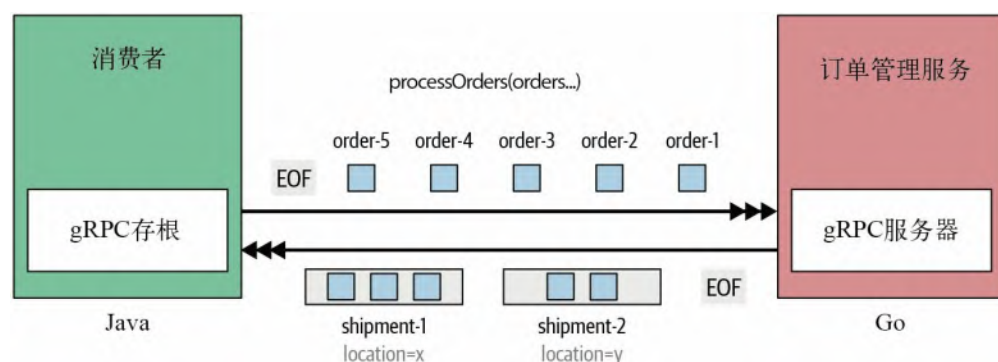 消费者
订单管理服务
processOrders(orders...)
order-5 order-4 order-3 order-2 order-1
EOF
gRPC存根
gRPC服务器
EOF
Java
shipment-1 shipment-2
Go
location=x location=y